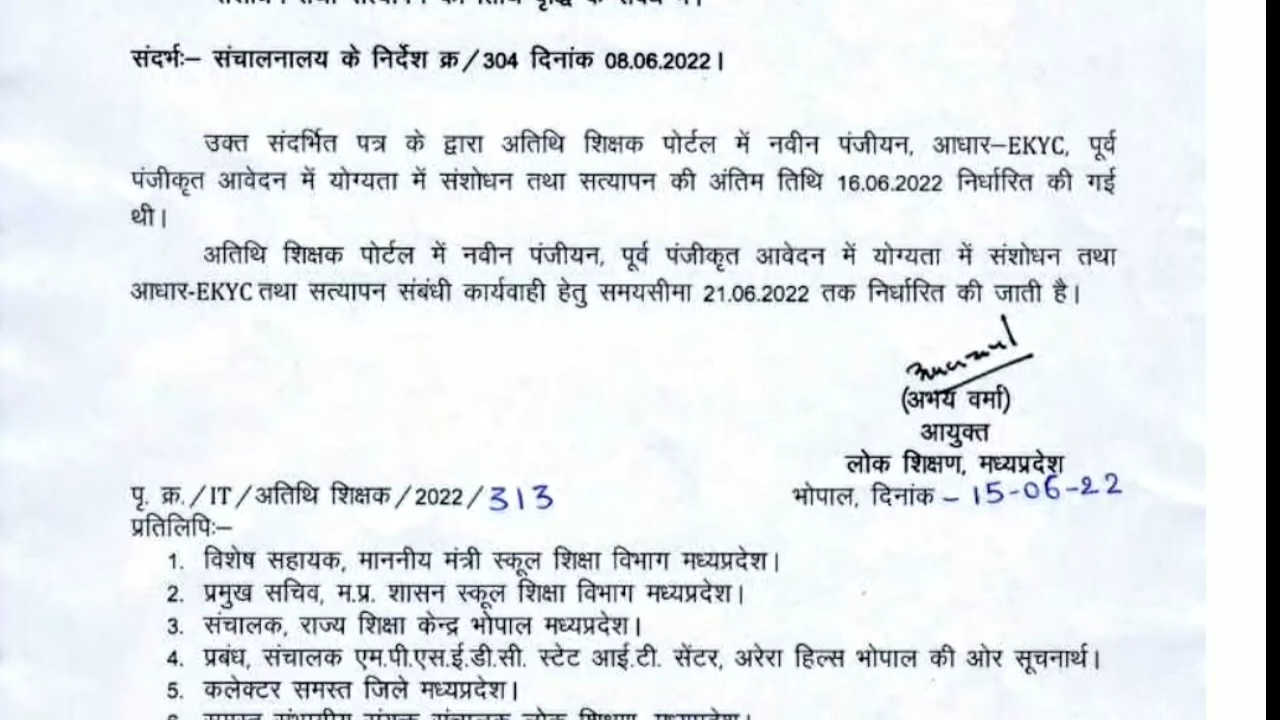 संदर्भः– संचालनालय के निर्देश क्र/304 दिनांक 08.06.2022।
उक्त संदर्भित पत्र के द्वारा अतिथि शिक्षक पोर्टल में नवीन पंजीयन, आधार–EKYC, पूर्व
पंजीकृत आवेदन में योग्यता में संशोधन तथा सत्यापन की अंतिम तिथि 16.06.2022 निर्धारित की गई
थी।
अतिथि शिक्षक पोर्टल में नवीन पंजीयन, पूर्व पंजीकृत आवेदन में योग्यता में संशोधन तथा
आधार-EKYC तथा सत्यापन संबंधी कार्यवाही हेतु समयसीमा 21.06.2022 तक निर्धारित की जाती है।
(अभय वर्मा)
आयुक्त
लोक शिक्षण, मध्यप्रदेश
पृ. क्र./IT/अतिथि शिक्षक/2022/313 भोपाल, दिनांक – 15-06-22
प्रतिलिपिः–
1. विशेष सहायक, माननीय मंत्री स्कूल शिक्षा विभाग मध्यप्रदेश।
2. प्रमुख सचिव, म.प्र. शासन स्कूल शिक्षा विभाग मध्यप्रदेश।
3. संचालक, राज्य शिक्षा केन्द्र भोपाल मध्यप्रदेश।
4. प्रबंध, संचालक एम.पी.एस.ई.डी.सी. स्टेट आई.टी. सेंटर, अरेरा हिल्स भोपाल की ओर सूचनार्थ।
5. कलेक्टर समस्त जिले मध्यप्रदेश।